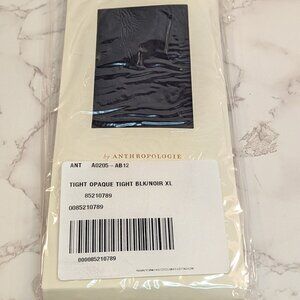 by ANTHROPOLOGIE
ANT A0205-AB12
TIGHT OPAQUE TIGHT BLK/NOIR XL
85210789
0085210789
000085210789